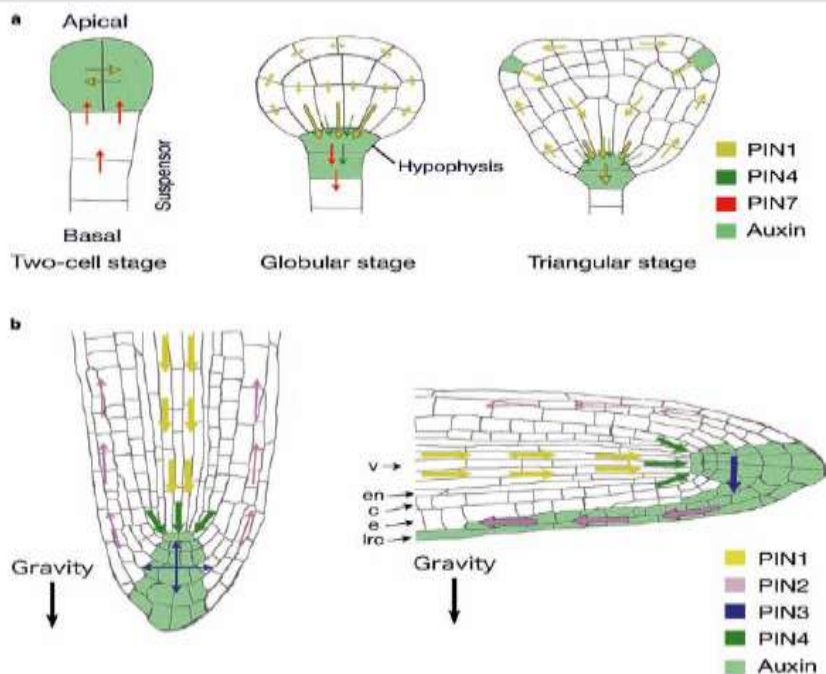 a
Apical
Suspensor
Hypophysis
Basal
Two-cell stage
Globular stage
Triangular stage
PIN1
PIN4
PIN7
Auxin
b
Gravity
v
en
c
e
lrc
Gravity
PIN1
PIN2
PIN3
PIN4
Auxin